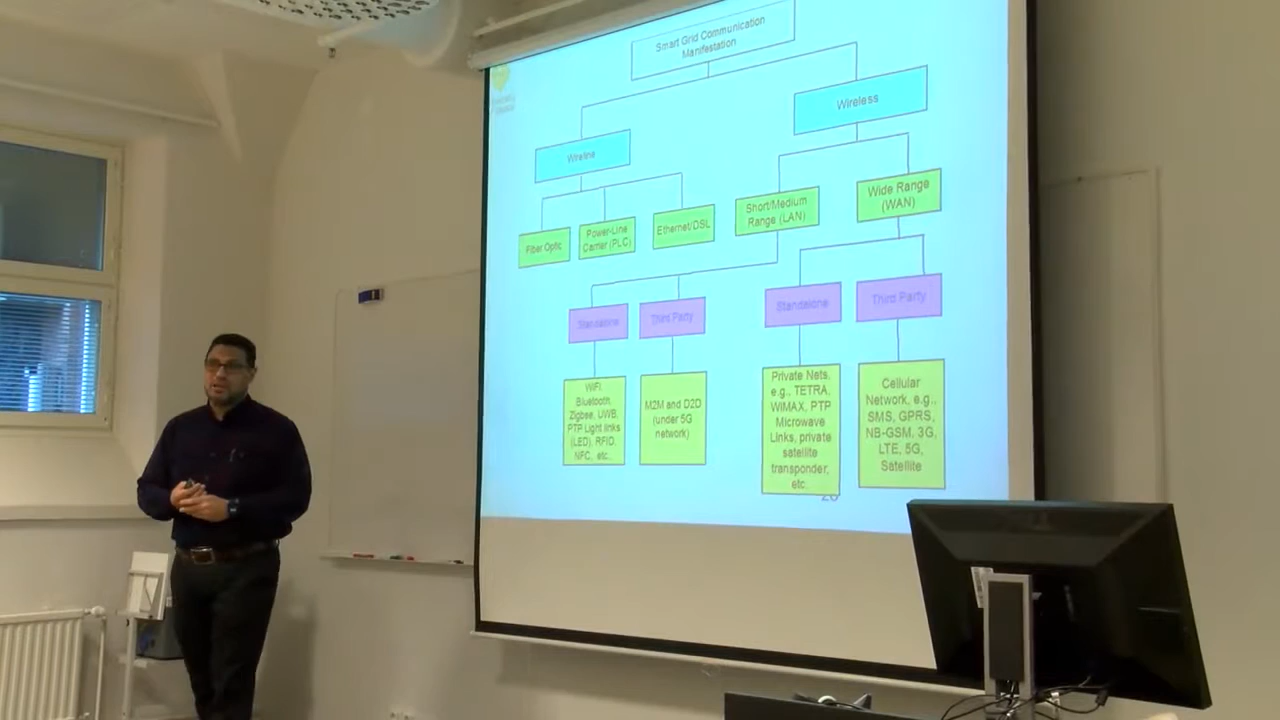 Smart Grid Communication
Manifestation
Wireless
Wireline
Fiber Optic
Power-Line
Carrier (PLC)
Ethernet/DSL
Short/Medium
Range (LAN)
Wide Range
(WAN)
Standalone
Third Party
Standalone
Third Party
WiFI,
Bluetooth,
Zigbee, UWB,
PTP Light links
(LED), RFID,
NFC, etc.
M2M and D2D
(under 5G
network)
Private Nets,
e.g., TETRA,
WiMAX, PTP
Microwave
Links, private
satellite
transponder,
etc.
Cellular
Network, e.g.,
SMS, GPRS,
NB-GSM, 3G,
LTE, 5G,
Satellite